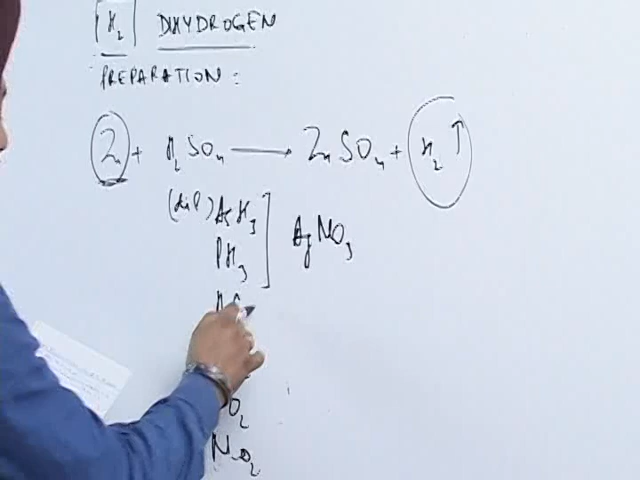 H₂ DIHYDROGEN
PREPARATION:
Zn + H₂SO₄ ⟶ ZnSO₄ + H₂ ↑
(dil) AsH₃
PH₃ ] AgNO₃
O₂
NO₂